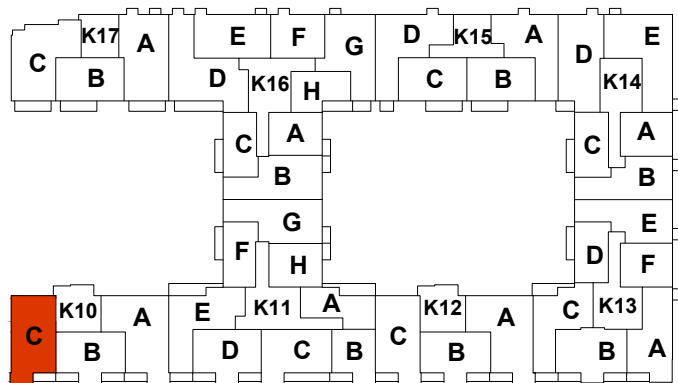 C K17 A E F G D K15 A D E
B D K16 H C B K14
C A C A
B B
G E
F H D F
C K10 A E K11 A C K12 A C K13
B D C B B B A